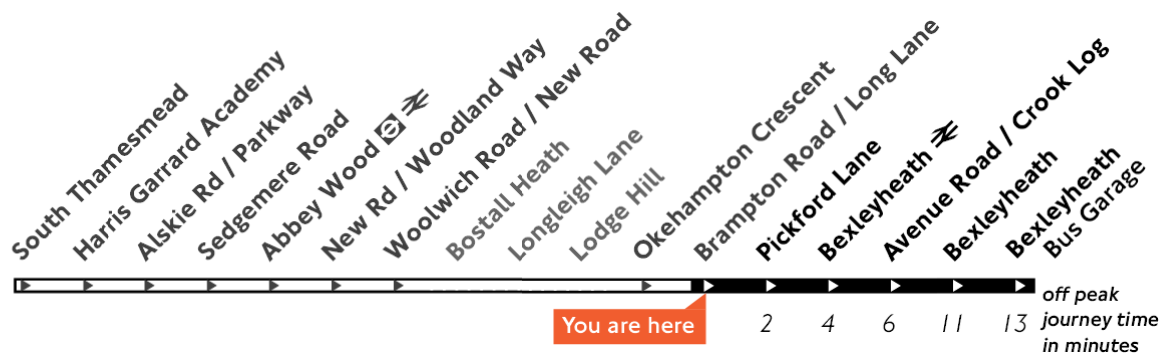 South Thamesmead
Harris Garrard Academy
Alskie Rd / Parkway
Sedgemere Road
Abbey Wood
New Rd / Woodland Way
Woolwich Road / New Road
Bostall Heath
Longleigh Lane
Lodge Hill
Okehampton Crescent
Brampton Road / Long Lane
Pickford Lane
Bexleyheath
Avenue Road / Crook Log
Bexleyheath
Bexleyheath
Bus Garage
You are here
2 4 6 11 13
off peak
journey time
in minutes